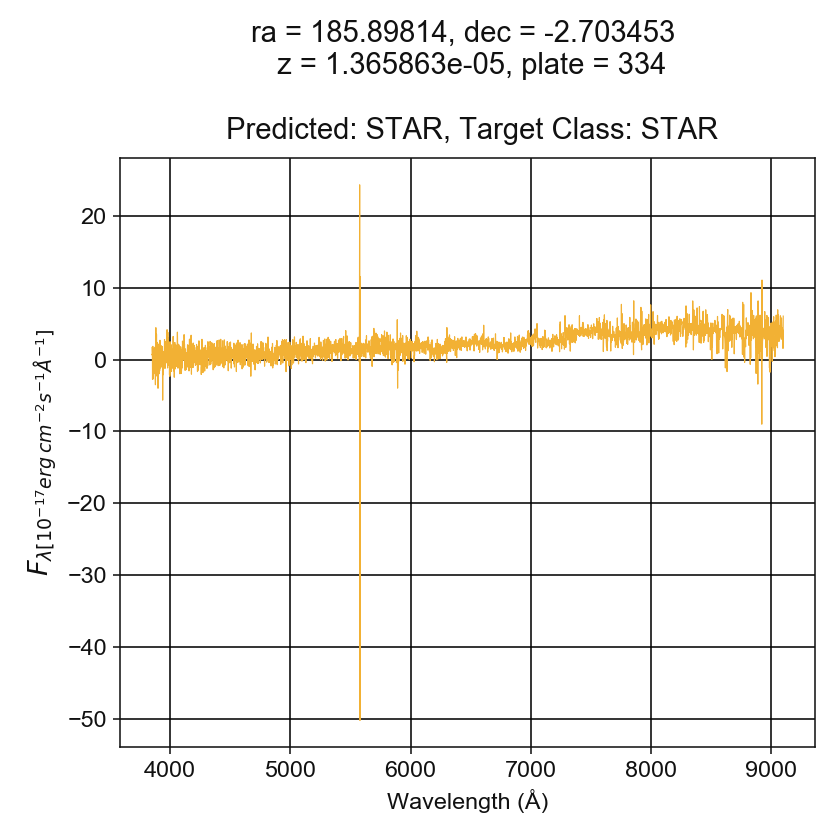 ra = 185.89814, dec = -2.703453
z = 1.365863e-05, plate = 334
Predicted: STAR, Target Class: STAR
20
10
0
−10
−20
−30
−40
−50
F_λ[10⁻¹⁷erg cm⁻²s⁻¹Å⁻¹]
4000 5000 6000 7000 8000 9000
Wavelength (Å)